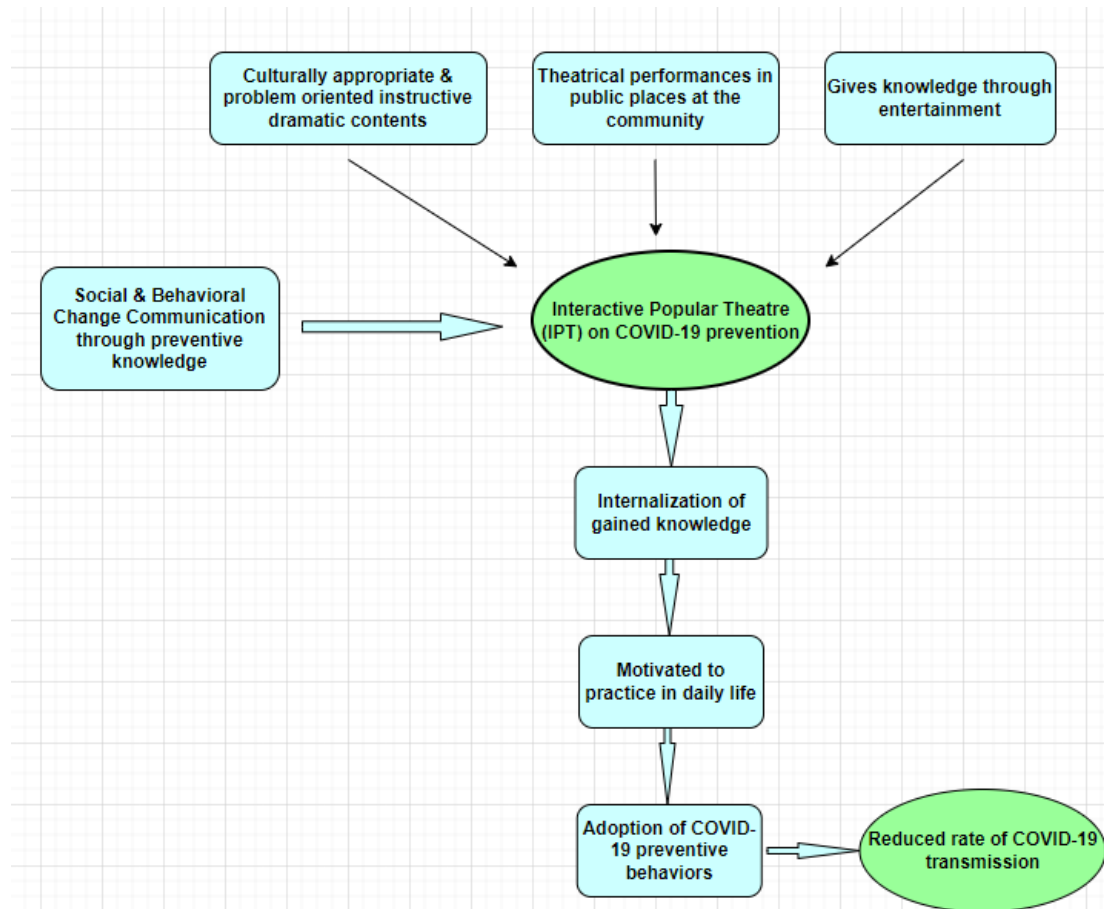 Culturally appropriate &
problem oriented instructive
dramatic contents
Theatrical performances in
public places at the
community
Gives knowledge through
entertainment
Social & Behavioral
Change Communication
through preventive
knowledge
Interactive Popular Theatre
(IPT) on COVID-19 prevention
Internalization of
gained knowledge
Motivated to
practice in daily life
Adoption of COVID-
19 preventive
behaviors
Reduced rate of COVID-19
transmission